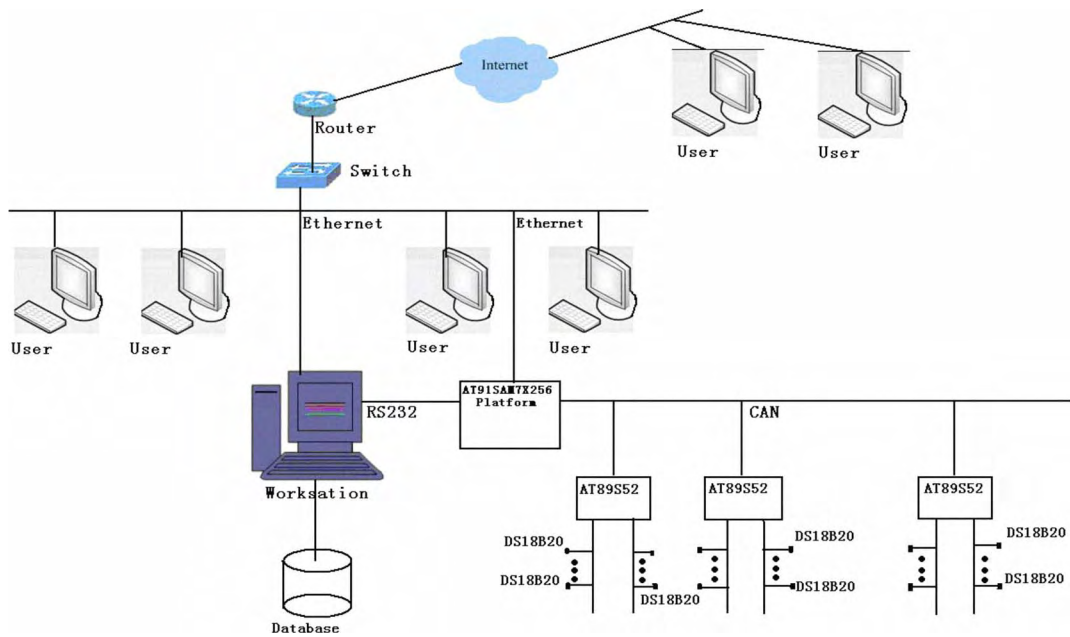 Internet
Router
User
User
Switch
Ethernet
Ethernet
User
User
User
User
AT91SAM7X256
Platform
RS232
CAN
Worksation
AT89S52
AT89S52
AT89S52
DS18B20
DS18B20
DS18B20
DS18B20
DS18B20
DS18B20
DS18B20
Database